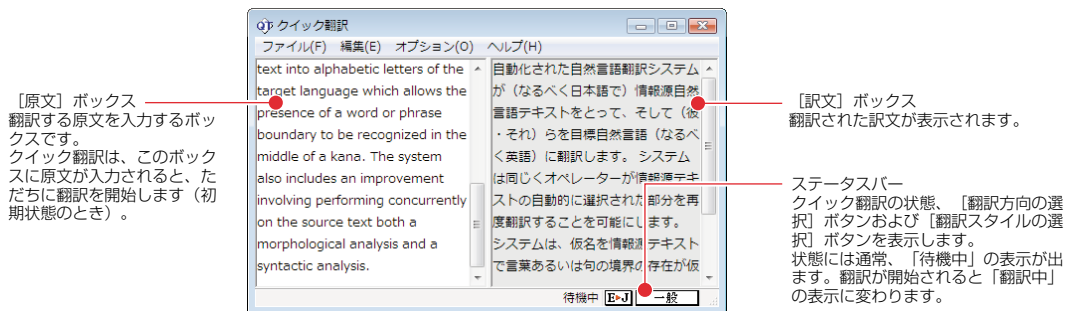 クイック翻訳
ファイル(F) 編集(E) オプション(O) ヘルプ(H)
text into alphabetic letters of the
target language which allows the
presence of a word or phrase
boundary to be recognized in the
middle of a kana. The system
also includes an improvement
involving performing concurrently
on the source text both a
morphological analysis and a
syntactic analysis.
自動化された自然言語翻訳システム
が（なるべく日本語で）情報源自然
言語テキストをとって、そして（彼
・それ）らを目標自然言語（なるべ
く英語）に翻訳します。 システム
は同じくオペレーターが情報源テキ
ストの自動的に選択された部分を再
度翻訳することを可能にします。
システムは、仮名を情報源テキスト
で言葉あるいは句の境界の存在が仮
待機中 E▸J 一般
［原文］ボックス
翻訳する原文を入力するボッ
クスです。
クイック翻訳は、このボック
スに原文が入力されると、た
だちに翻訳を開始します（初
期状態のとき）。
［訳文］ボックス
翻訳された訳文が表示されます。
ステータスバー
クイック翻訳の状態、［翻訳方向の選
択］ボタンおよび［翻訳スタイルの選
択］ボタンを表示します。
状態には通常、「待機中」の表示が出
ます。翻訳が開始されると「翻訳中」
の表示に変わります。